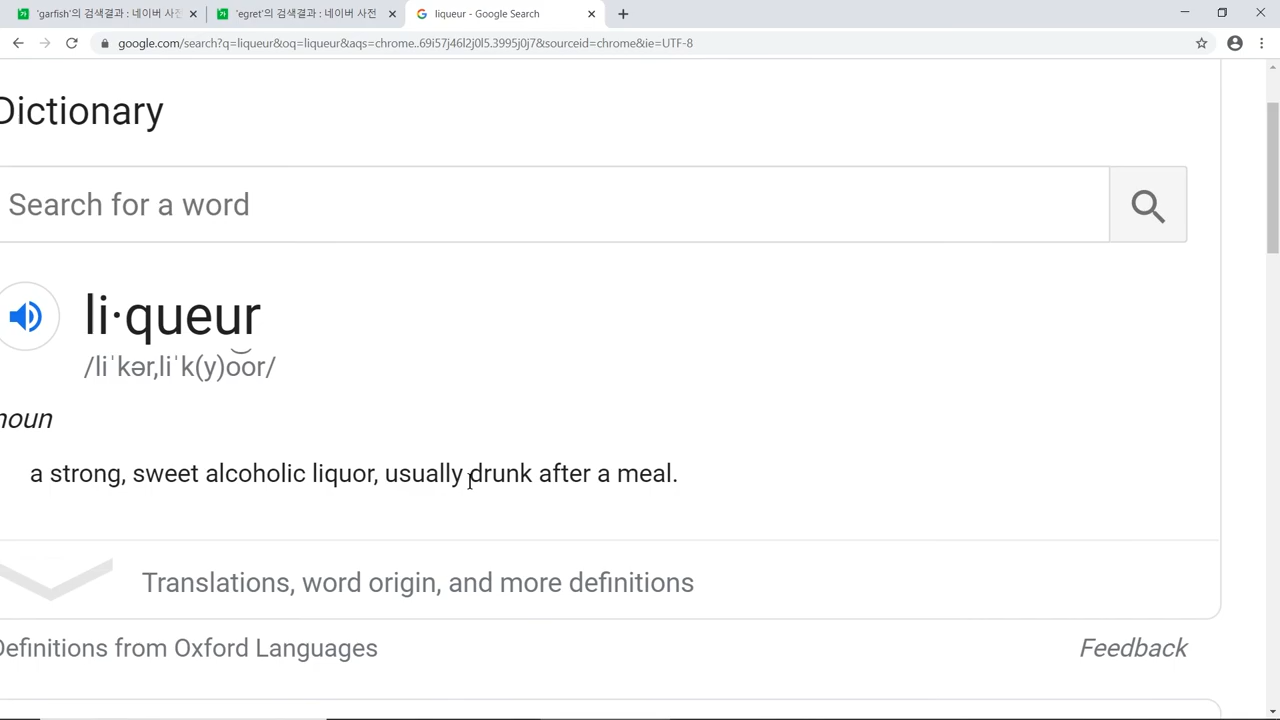 'garfish'의 검색결과 : 네이버 사전
'egret'의 검색결과 : 네이버 사전
liqueur - Google Search
google.com/search?q=liqueur&oq=liqueur&aqs=chrome..69i57j46l2j0l5.3995j0j7&sourceid=chrome&ie=UTF-8
Dictionary
Search for a word
li·queur
/liˈkər,liˈk(y)o͝or/
noun
a strong, sweet alcoholic liquor, usually drunk after a meal.
Translations, word origin, and more definitions
Definitions from Oxford Languages
Feedback